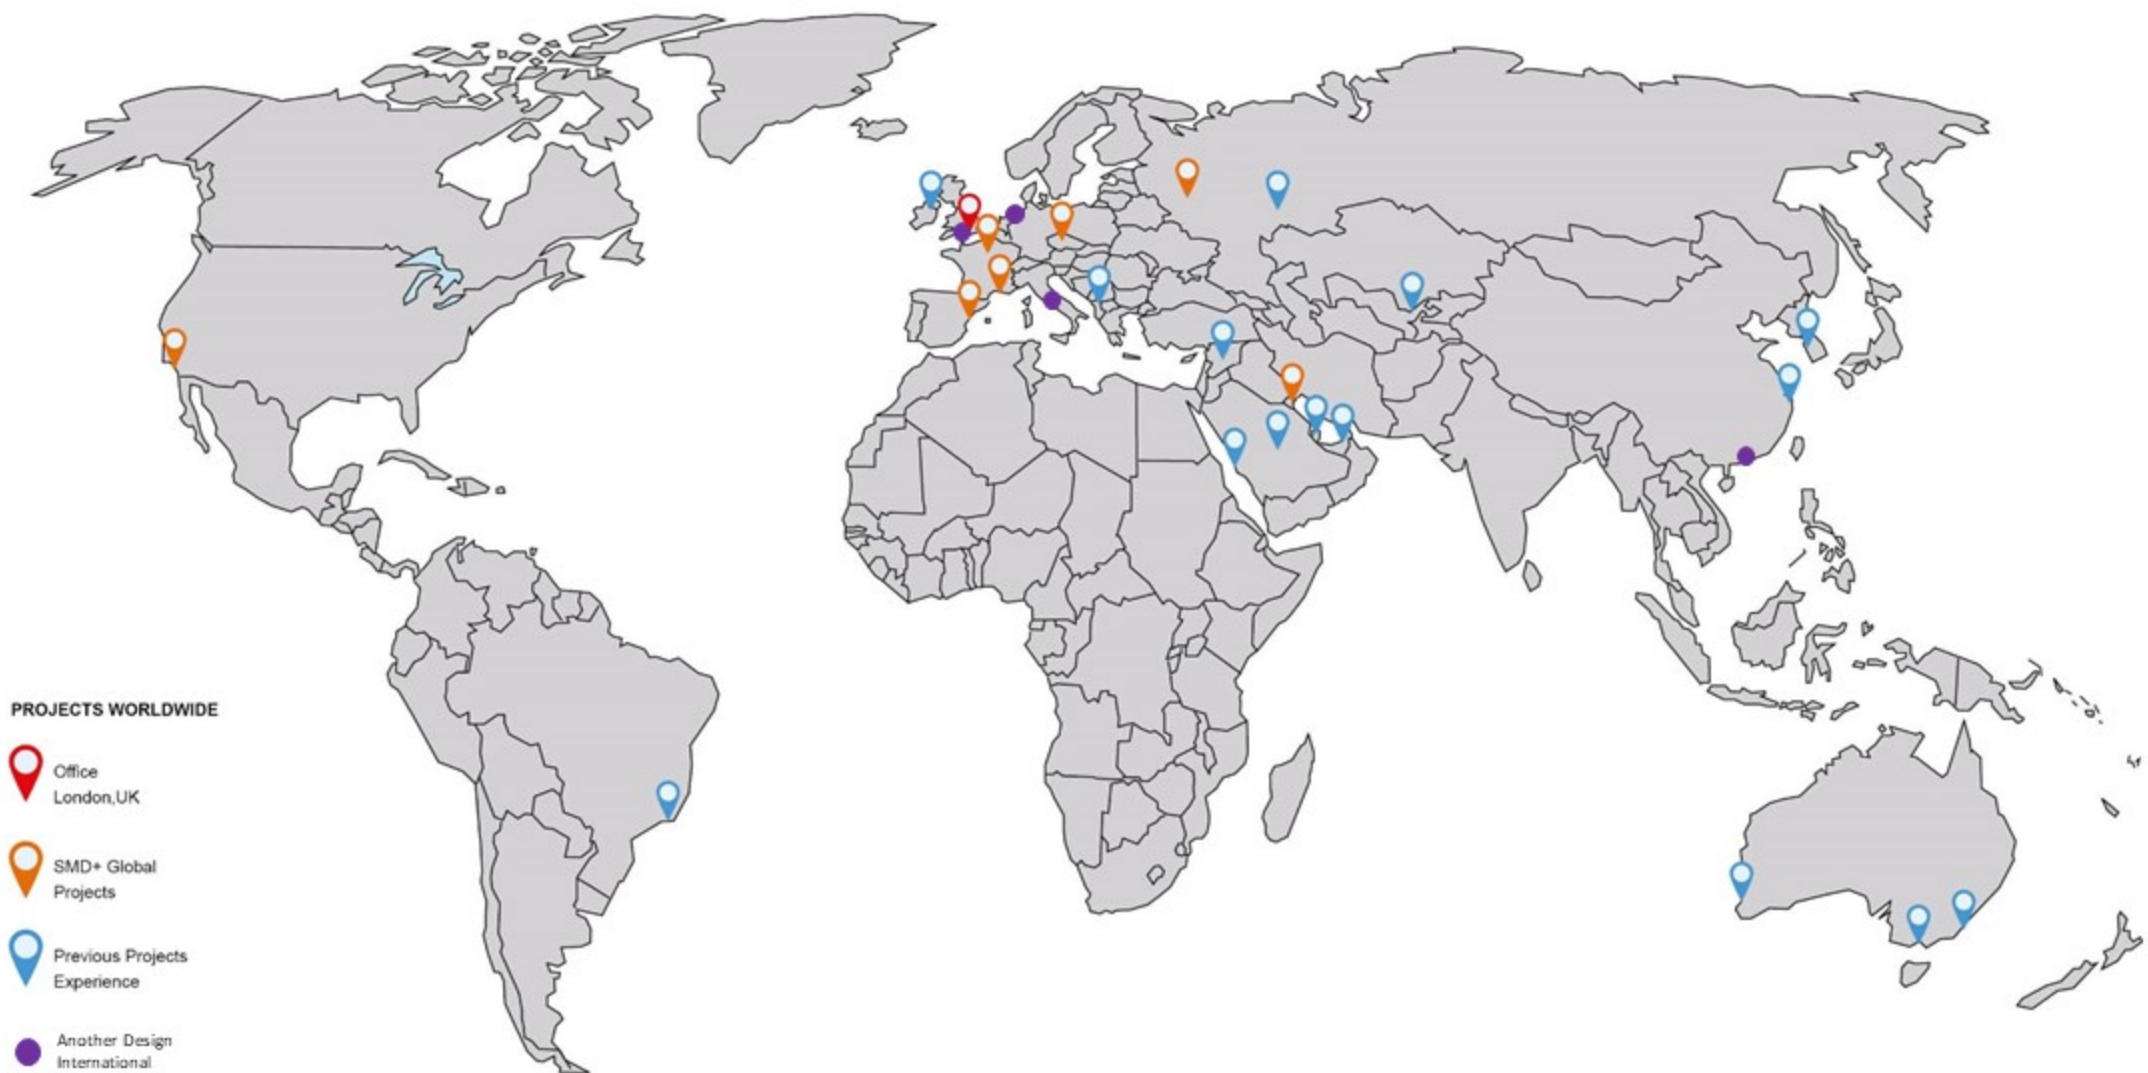 PROJECTS WORLDWIDE
Office
London,UK
SMD+ Global
Projects
Previous Projects
Experience
Another Design
International